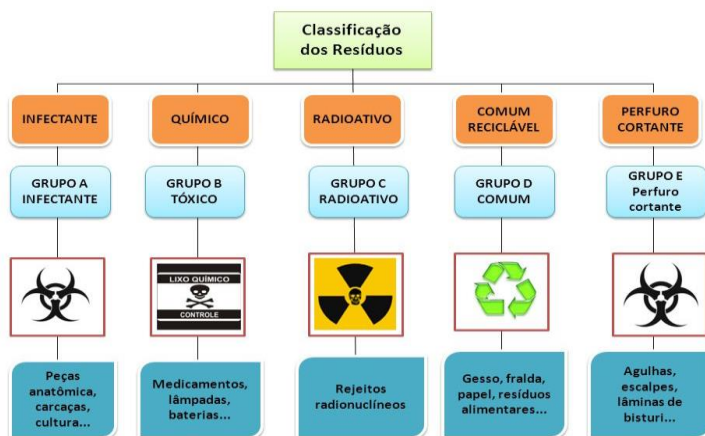 Classificação
dos Resíduos
INFECTANTE
QUÍMICO
RADIOATIVO
COMUM
RECICLÁVEL
PERFURO
CORTANTE
GRUPO A
INFECTANTE
GRUPO B
TÓXICO
GRUPO C
RADIOATIVO
GRUPO D
COMUM
GRUPO E
Perfuro
cortante
LIXO QUÍMICO
CONTROLE
Peças
anatômica,
carcaças,
cultura...
Medicamentos,
lâmpadas,
baterias...
Rejeitos
radionuclíneos
Gesso, fralda,
papel, resíduos
alimentares...
Agulhas,
escalpes,
lâminas de
bisturi...